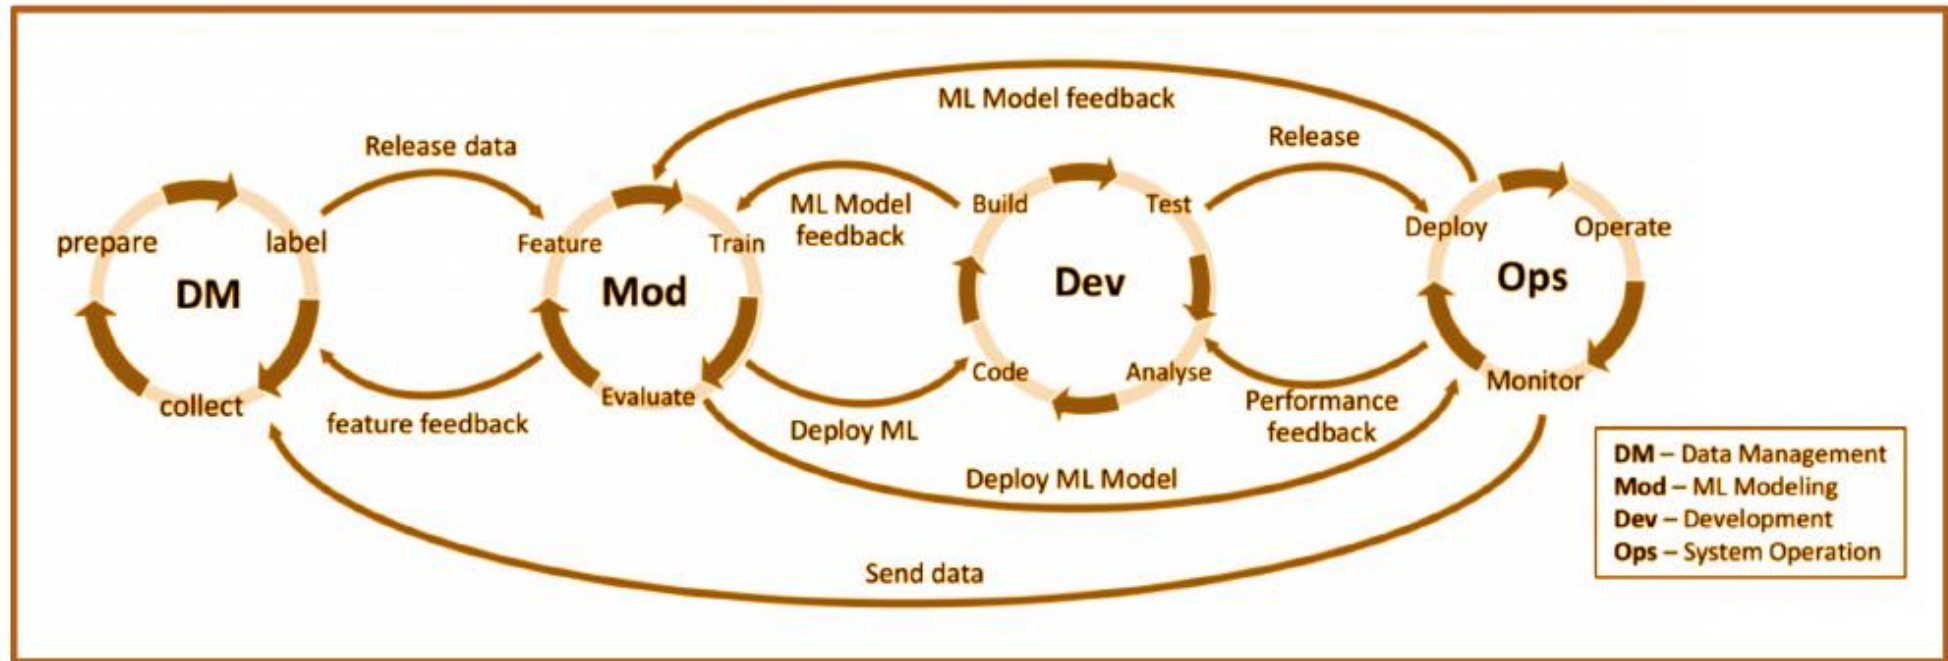 ML Model feedback
Release data
Release
prepare
label
DM
collect
feature feedback
Feature
Train
Mod
Evaluate
ML Model
feedback
Deploy ML
Build
Test
Dev
Code
Analyse
Deploy
Operate
Ops
Monitor
Performance
feedback
Deploy ML Model
Send data
DM – Data Management
Mod – ML Modeling
Dev – Development
Ops – System Operation